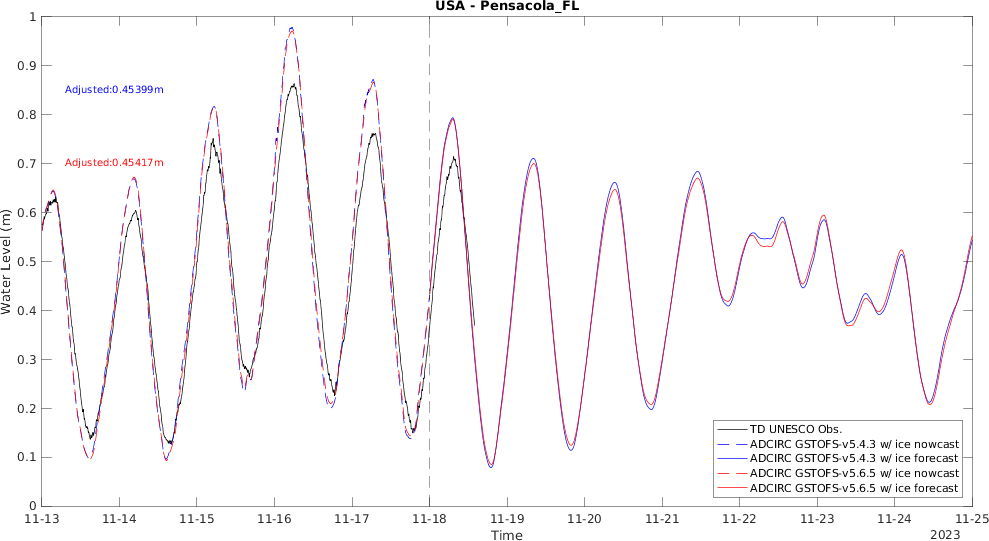 USA - Pensacola_FL
1
0.9
0.8
0.7
0.6
0.5
0.4
0.3
0.2
0.1
0
Water Level (m)
Adjusted:0.45399m
Adjusted:0.45417m
TD UNESCO Obs.
ADCIRC GSTOFS-v5.4.3 w/ ice nowcast
ADCIRC GSTOFS-v5.4.3 w/ ice forecast
ADCIRC GSTOFS-v5.6.5 w/ ice nowcast
ADCIRC GSTOFS-v5.6.5 w/ ice forecast
11-13 11-14 11-15 11-16 11-17 11-18 11-19 11-20 11-21 11-22 11-23 11-24 11-25
Time
2023